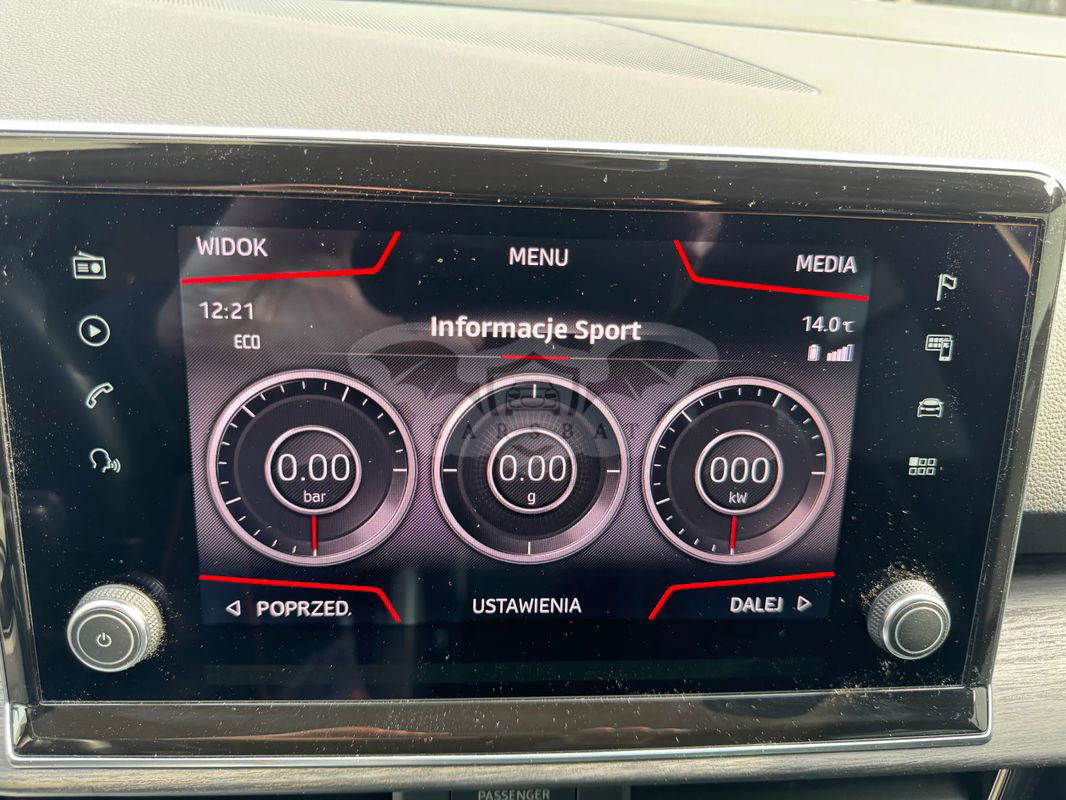 WIDOK
MENU
MEDIA
12:21
Informacje Sport
14.0℃
ECO
CARSBAT
0.00
bar
0.00
g
000
kW
POPRZED.
USTAWIENIA
DALEJ
PASSENGER